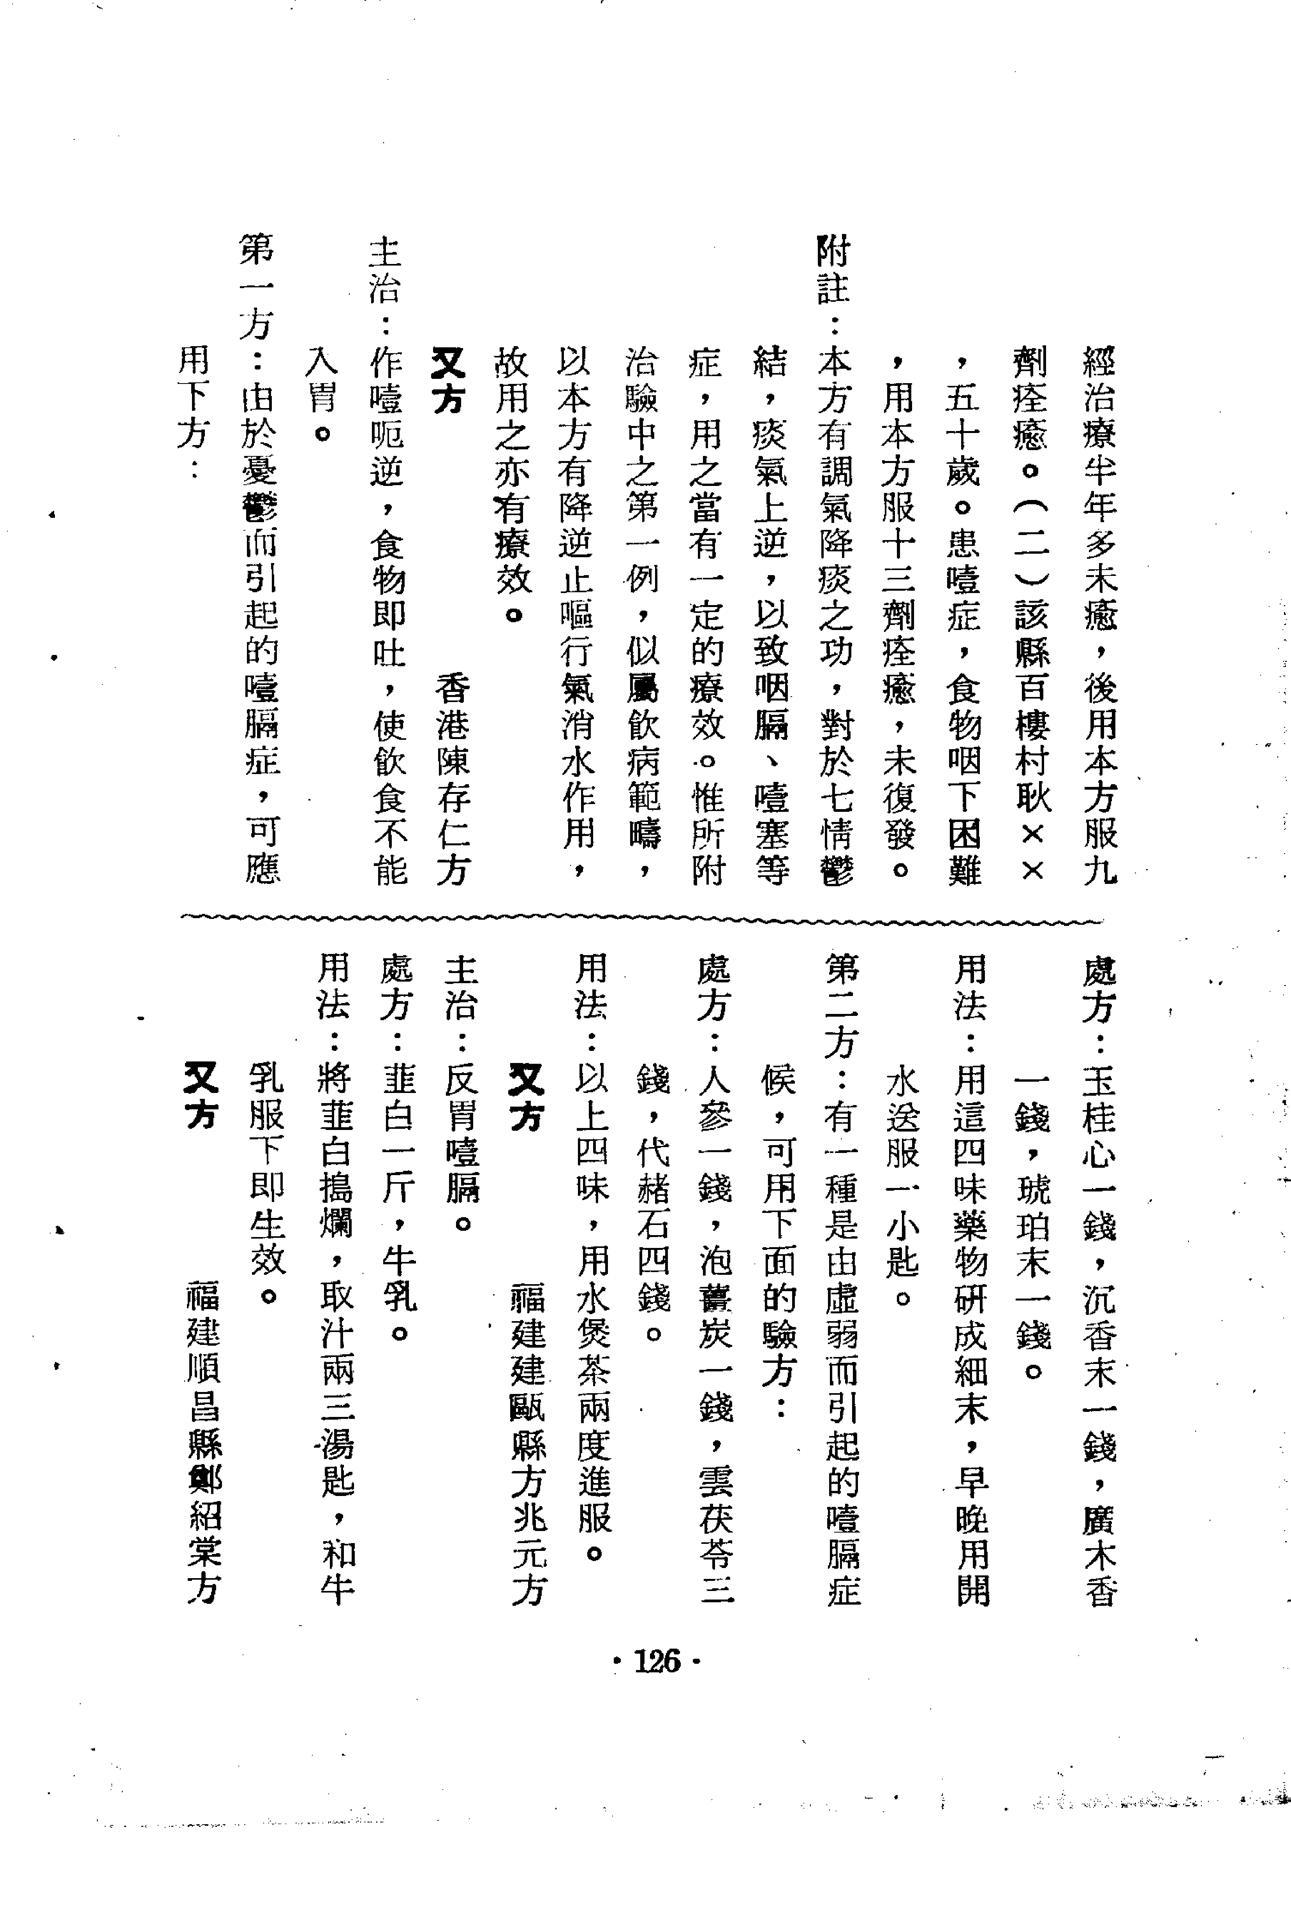 經治療半年多未癒，後用本方服九
劑痊癒。（二）該縣百樓村耿××
，五十歲。患噎症，食物咽下困難
，用本方服十三劑痊癒，未復發。
附註：本方有調氣降痰之功，對於七情鬱
結，痰氣上逆，以致咽膈、噎塞等
症，用之當有一定的療效。惟所附
治驗中之第一例，似屬飲病範疇，
以本方有降逆止嘔行氣消水作用，
故用之亦有療效。
又方　香港陳存仁方
主治：作噎呃逆，食物即吐，使飲食不能
入胃。
第一方：由於憂鬱而引起的噎膈症，可應
用下方：
處方：玉桂心一錢，沉香末一錢，廣木香
一錢，琥珀末一錢。
用法：用這四味藥物研成細末，早晚用開
水送服一小匙。
第二方：有一種是由虛弱而引起的噎膈症
候，可用下面的驗方：
處方：人參一錢，泡薑炭一錢，雲茯苓三
錢，代赭石四錢。
用法：以上四味，用水煲茶兩度進服。
又方　福建建甌縣方兆元方
主治：反胃噎膈。
處方：韮白一斤，牛乳。
用法：將韮白搗爛，取汁兩三湯匙，和牛
乳服下即生效。
又方　福建順昌縣鄭紹棠方
·126·